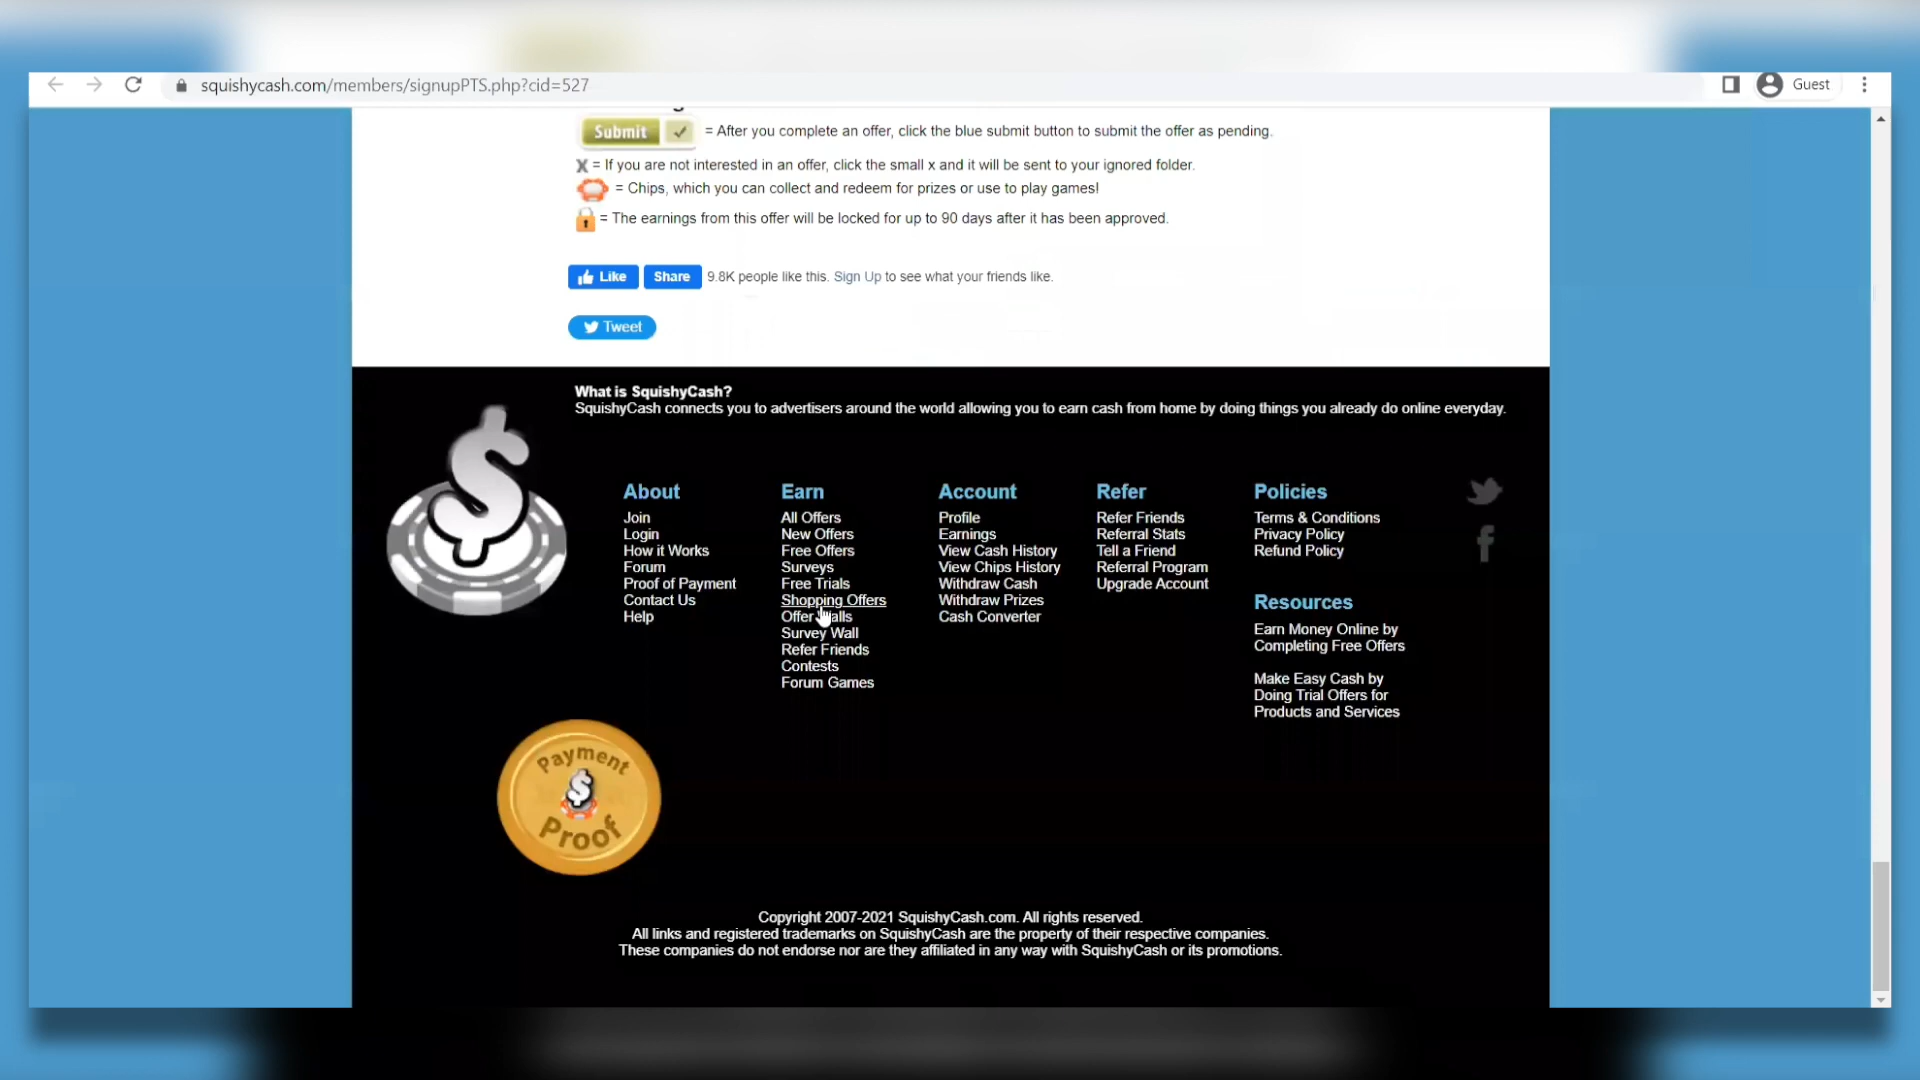 squishycash.com/members/signupPTS.php?cid=527
Guest
Submit = After you complete an offer, click the blue submit button to submit the offer as pending.
X = If you are not interested in an offer, click the small x and it will be sent to your ignored folder.
= Chips, which you can collect and redeem for prizes or use to play games!
= The earnings from this offer will be locked for up to 90 days after it has been approved.
Like Share 9.8K people like this. Sign Up to see what your friends like.
Tweet
What is SquishyCash?
SquishyCash connects you to advertisers around the world allowing you to earn cash from home by doing things you already do online everyday.
About
Join
Login
How it Works
Forum
Proof of Payment
Contact Us
Help
Earn
All Offers
New Offers
Free Offers
Surveys
Free Trials
Shopping Offers
Offer alls
Survey Wall
Refer Friends
Contests
Forum Games
Account
Profile
Earnings
View Cash History
View Chips History
Withdraw Cash
Withdraw Prizes
Cash Converter
Refer
Refer Friends
Referral Stats
Tell a Friend
Referral Program
Upgrade Account
Policies
Terms & Conditions
Privacy Policy
Refund Policy
Resources
Earn Money Online by
Completing Free Offers
Make Easy Cash by
Doing Trial Offers for
Products and Services
Payment
$
Proof
Copyright 2007-2021 SquishyCash.com. All rights reserved.
All links and registered trademarks on SquishyCash are the property of their respective companies.
These companies do not endorse nor are they affiliated in any way with SquishyCash or its promotions.